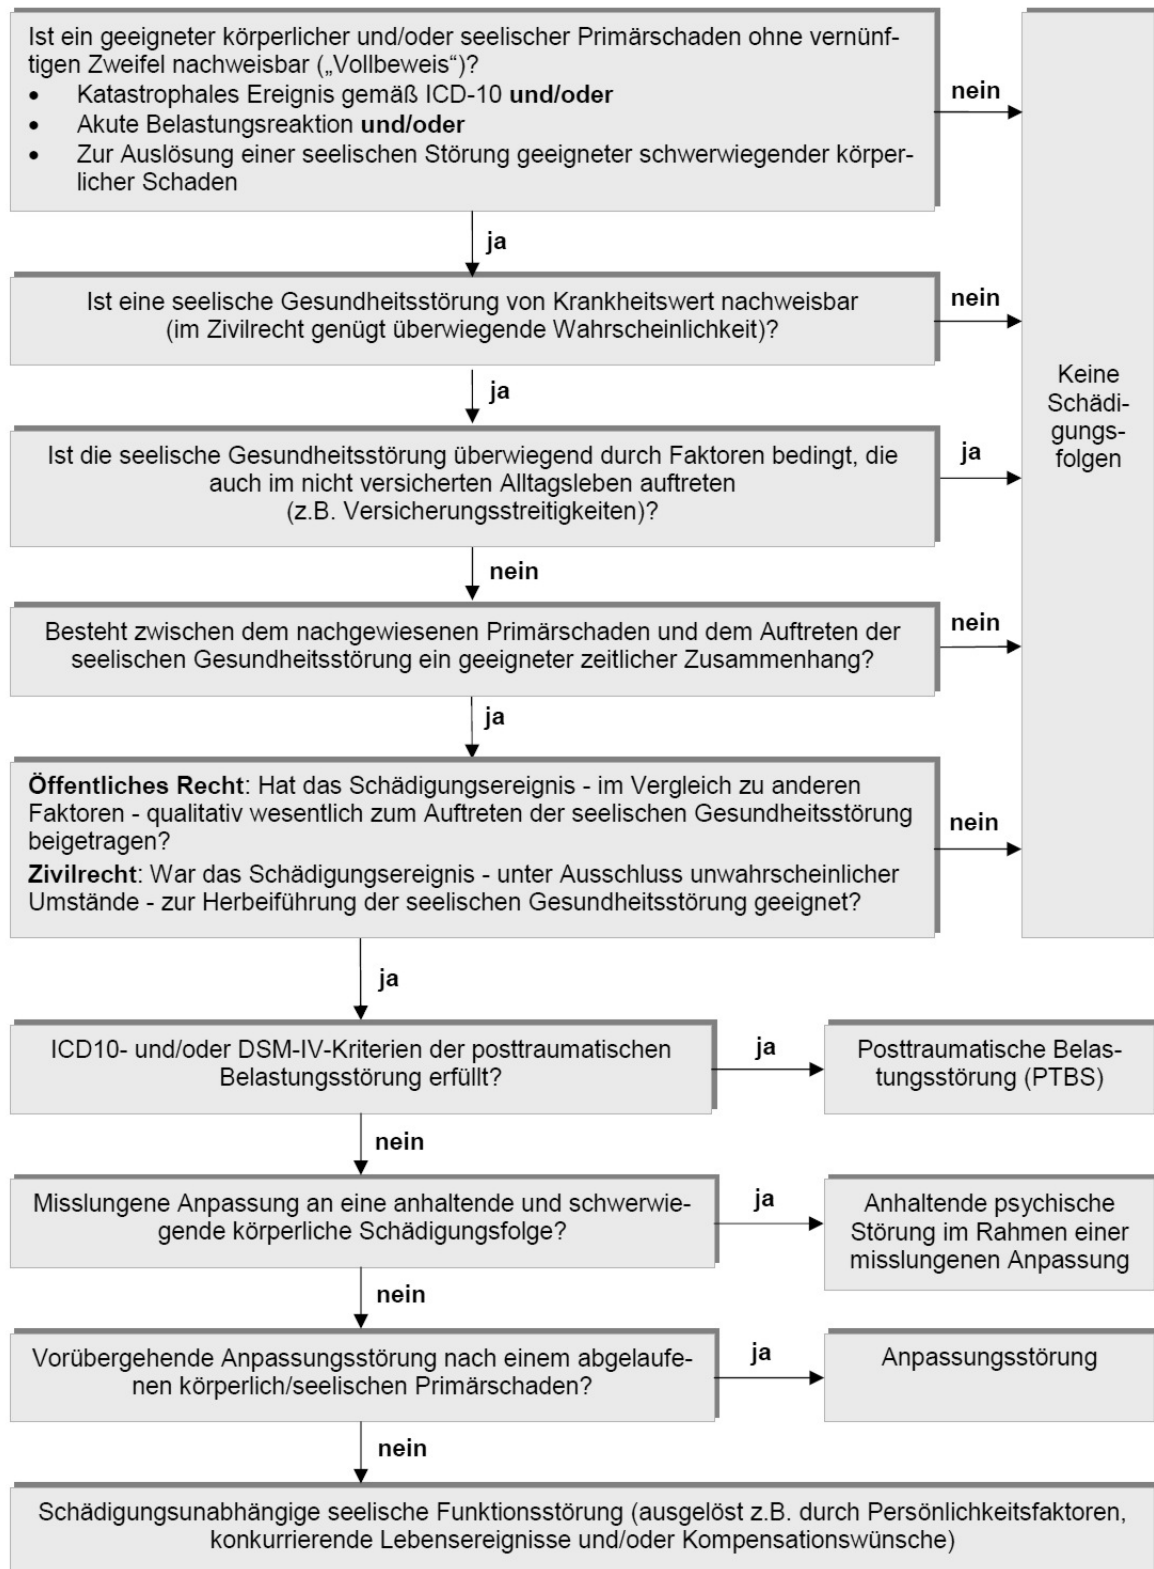 Ist ein geeigneter körperlicher und/oder seelischer Primärschaden ohne vernünf-
tigen Zweifel nachweisbar („Vollbeweis“)?
• Katastrophales Ereignis gemäß ICD-10 und/oder
• Akute Belastungsreaktion und/oder
• Zur Auslösung einer seelischen Störung geeigneter schwerwiegender körper-
licher Schaden
nein
ja
Ist eine seelische Gesundheitsstörung von Krankheitswert nachweisbar
(im Zivilrecht genügt überwiegende Wahrscheinlichkeit)?
nein
ja
Keine
Schädi-
gungs-
folgen
Ist die seelische Gesundheitsstörung überwiegend durch Faktoren bedingt, die
auch im nicht versicherten Alltagsleben auftreten
(z.B. Versicherungsstreitigkeiten)?
ja
nein
Besteht zwischen dem nachgewiesenen Primärschaden und dem Auftreten der
seelischen Gesundheitsstörung ein geeigneter zeitlicher Zusammenhang?
nein
ja
Öffentliches Recht: Hat das Schädigungsereignis - im Vergleich zu anderen
Faktoren - qualitativ wesentlich zum Auftreten der seelischen Gesundheitsstörung
beigetragen?
Zivilrecht: War das Schädigungsereignis - unter Ausschluss unwahrscheinlicher
Umstände - zur Herbeiführung der seelischen Gesundheitsstörung geeignet?
nein
ja
ICD10- und/oder DSM-IV-Kriterien der posttraumatischen
Belastungsstörung erfüllt?
ja
Posttraumatische Belas-
tungsstörung (PTBS)
nein
Misslungene Anpassung an eine anhaltende und schwerwie-
gende körperliche Schädigungsfolge?
ja
Anhaltende psychische
Störung im Rahmen einer
misslungenen Anpassung
nein
Vorübergehende Anpassungsstörung nach einem abgelaufe-
nen körperlich/seelischen Primärschaden?
ja
Anpassungsstörung
nein
Schädigungsunabhängige seelische Funktionsstörung (ausgelöst z.B. durch Persönlichkeitsfaktoren,
konkurrierende Lebensereignisse und/oder Kompensationswünsche)